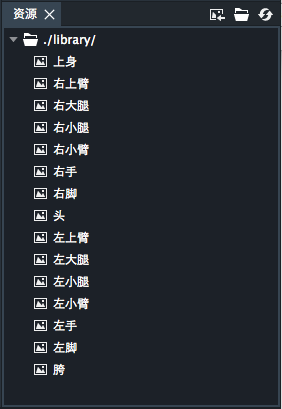 资源
./library/
上身
右上臂
右大腿
右小腿
右小臂
右手
右脚
头
左上臂
左大腿
左小腿
左小臂
左手
左脚
胯